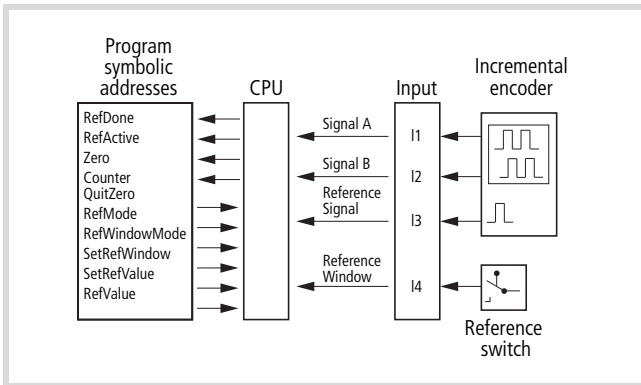 Program
symbolic
addresses
CPU
Input
Incremental
encoder
RefDone
RefActive
Zero
Counter
QuitZero
RefMode
RefWindowMode
SetRefWindow
SetRefValue
RefValue
Signal A
Signal B
Reference
Signal
Reference
Window
I1
I2
I3
I4
Reference
switch